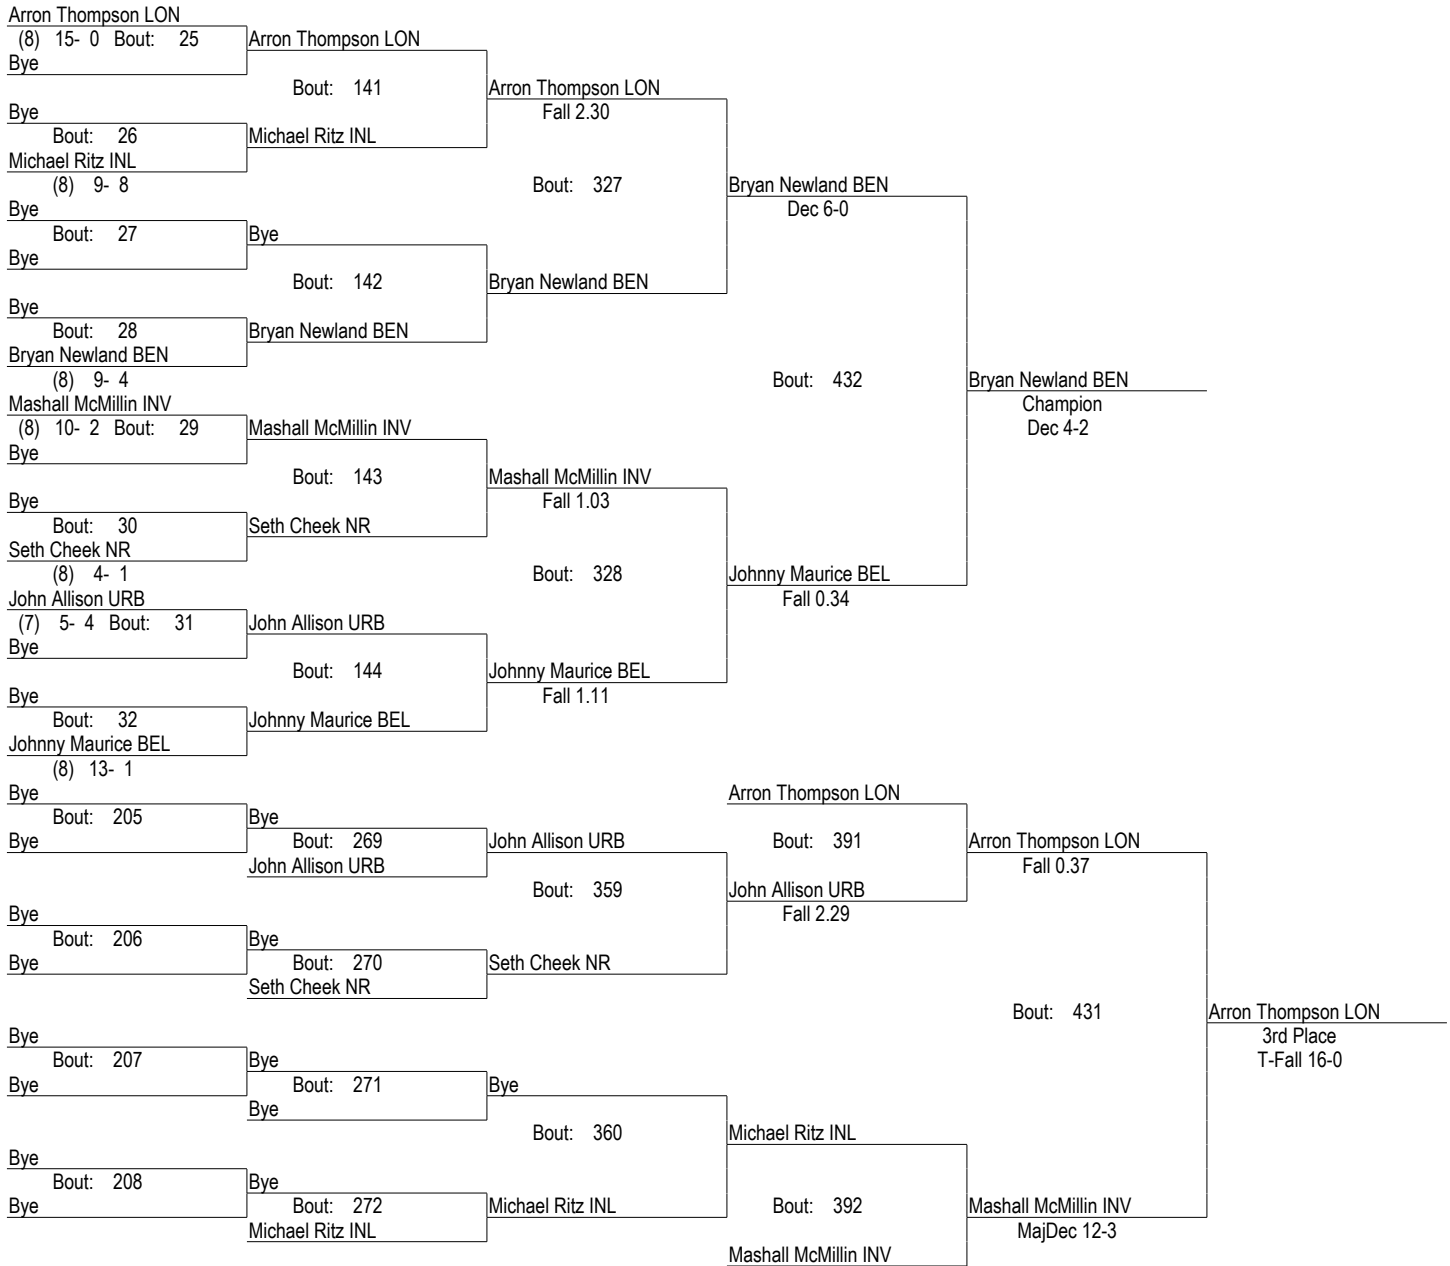 Arron Thompson LON
(8) 15- 0 Bout: 25 Arron Thompson LON
Bye
Bout: 141 Arron Thompson LON
Bye Fall 2.30
Bout: 26 Michael Ritz INL
Michael Ritz INL
(8) 9- 8 Bout: 327 Bryan Newland BEN
Bye Dec 6-0
Bout: 27 Bye
Bye
Bout: 142 Bryan Newland BEN
Bye
Bout: 28 Bryan Newland BEN
Bryan Newland BEN
(8) 9- 4 Bout: 432 Bryan Newland BEN
Mashall McMillin INV Champion
(8) 10- 2 Bout: 29 Mashall McMillin INV Dec 4-2
Bye
Bout: 143 Mashall McMillin INV
Bye Fall 1.03
Bout: 30 Seth Cheek NR
Seth Cheek NR
(8) 4- 1 Bout: 328 Johnny Maurice BEL
John Allison URB Fall 0.34
(7) 5- 4 Bout: 31 John Allison URB
Bye
Bout: 144 Johnny Maurice BEL
Bye Fall 1.11
Bout: 32 Johnny Maurice BEL
Johnny Maurice BEL
(8) 13- 1
Bye Arron Thompson LON
Bout: 205 Bye
Bye Bout: 269 John Allison URB Bout: 391 Arron Thompson LON
John Allison URB Fall 0.37
Bout: 359 John Allison URB
Bye Fall 2.29
Bout: 206 Bye
Bye Bout: 270 Seth Cheek NR
Seth Cheek NR
Bout: 431 Arron Thompson LON
Bye 3rd Place
Bout: 207 Bye T-Fall 16-0
Bye Bout: 271 Bye
Bye
Bout: 360 Michael Ritz INL
Bye
Bout: 208 Bye
Bye Bout: 272 Michael Ritz INL Bout: 392 Mashall McMillin INV
Michael Ritz INL MajDec 12-3
Mashall McMillin INV